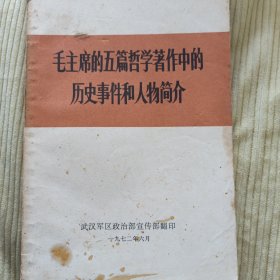 毛主席的五篇哲学著作中的
历史事件和人物简介
武汉军区政治部宣传部翻印
一九七二年六月